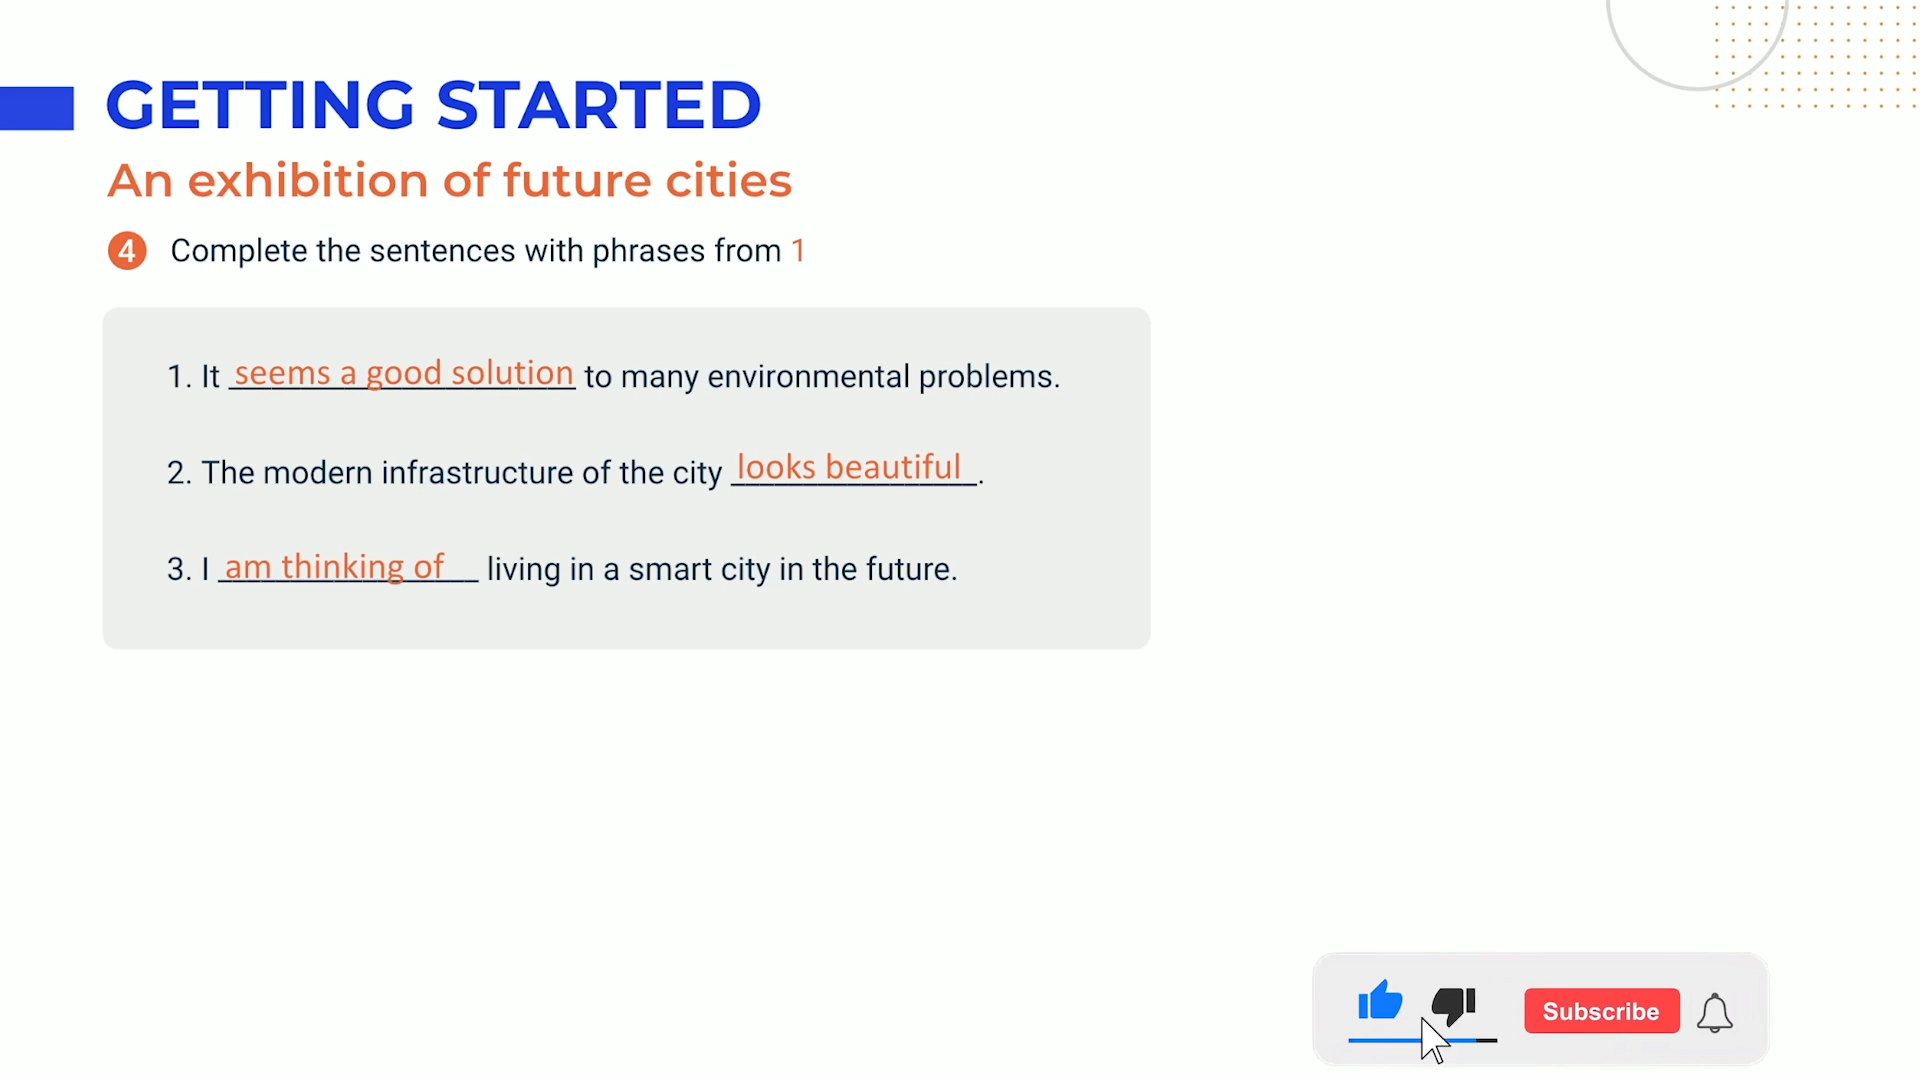 GETTING STARTED
An exhibition of future cities
4 Complete the sentences with phrases from 1
1. It seems a good solution to many environmental problems.
2. The modern infrastructure of the city looks beautiful.
3. I am thinking of living in a smart city in the future.
Subscribe